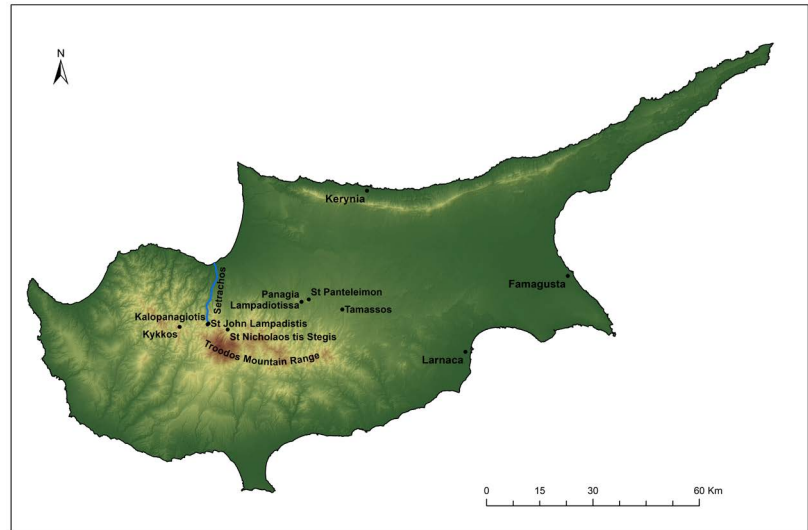 N
Kerynia
Setrachos
Famagusta
St Panteleimon
Panagia
Lampadiotissa
Tamassos
Kalopanagiotis
St John Lampadistis
Kykkos
St Nicholaos tis Stegis
Troodos Mountain Range
Larnaca
0 15 30 60 Km